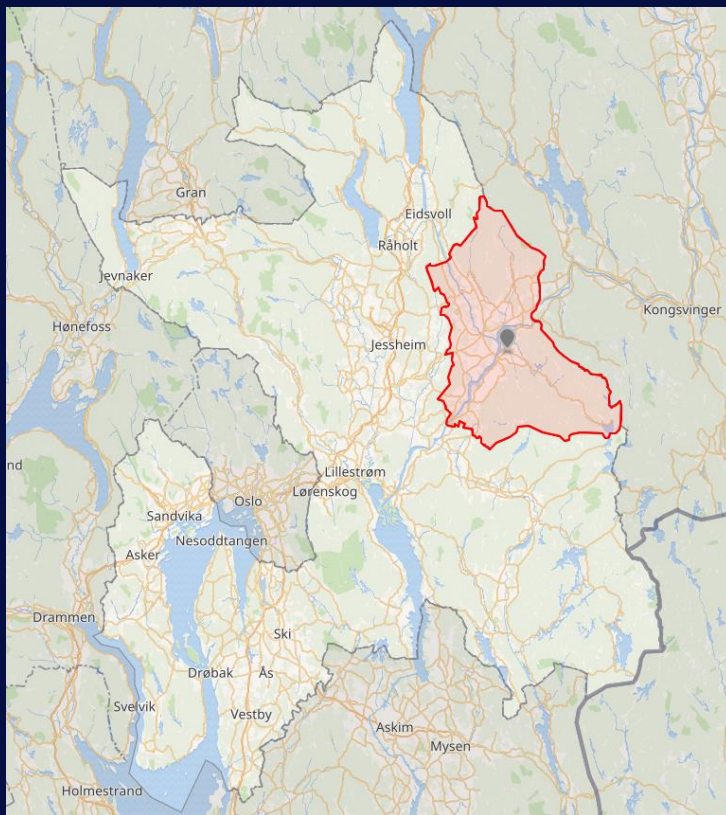 Gran
Eidsvoll
Råholt
Jevnaker
Kongsvinger
Hønefoss
Jessheim
nd
Lillestrøm
Lørenskog
Oslo
Sandvika
Nesoddtangen
Asker
Drammen
Ski
Drøbak
Ås
Svelvik
Vestby
Askim
Mysen
Holmestrand